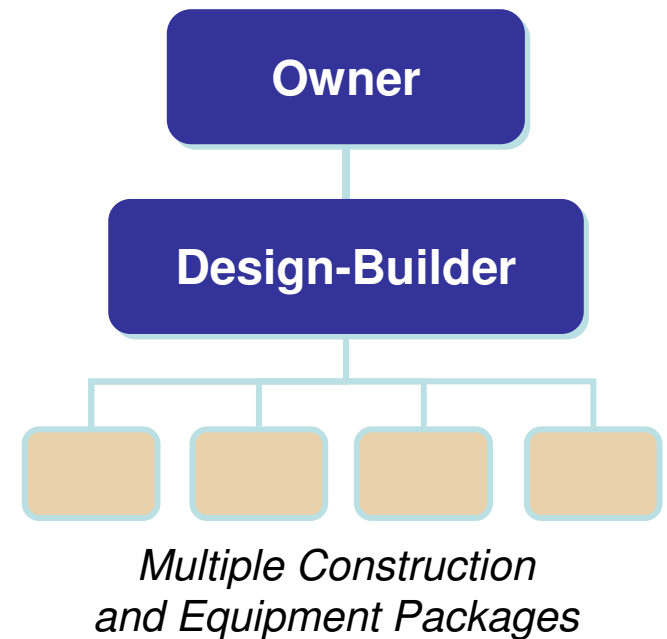 Owner
Design-Builder
Multiple Construction
and Equipment Packages